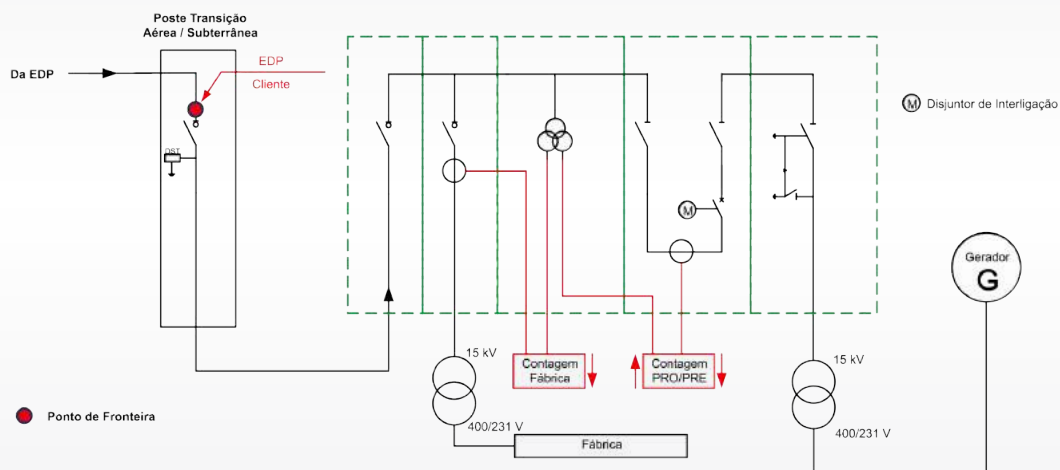 Poste Transição
Aérea / Subterrânea
Da EDP
EDP
Cliente
DST
M
M Disjuntor de Interligação
Gerador
G
15 kV
Contagem
Fábrica
Contagem
PRO/PRE
15 kV
Ponto de Fronteira
400/231 V
Fábrica
400/231 V